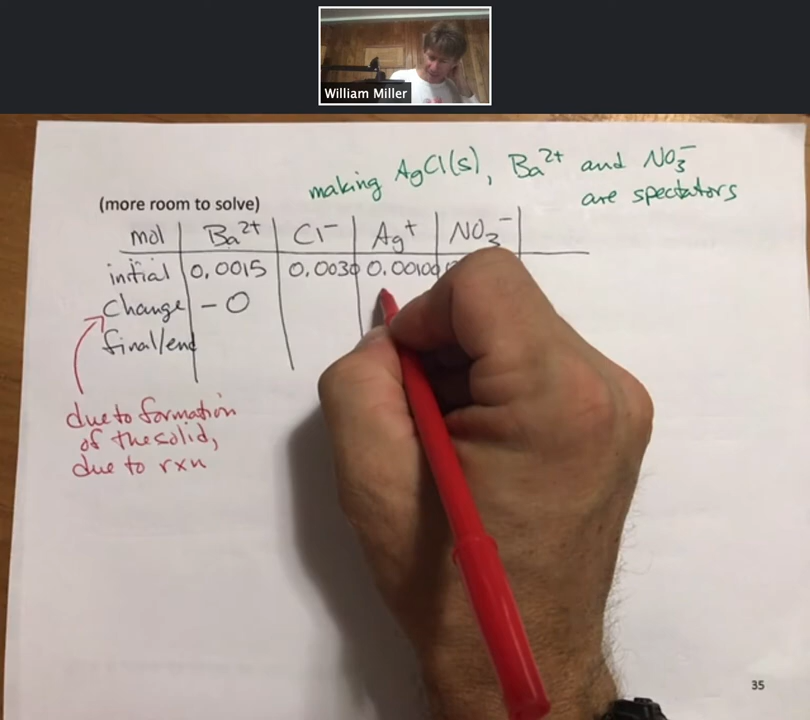 William Miller
making AgCl(s), Ba²⁺ and NO₃⁻
are spectators
(more room to solve)
mol Ba²⁺ Cl⁻ Ag⁺ NO₃⁻
initial 0.0015 0.0030 0.00100
change - 0
final/end
due to formation
of the solid,
due to rxn
35